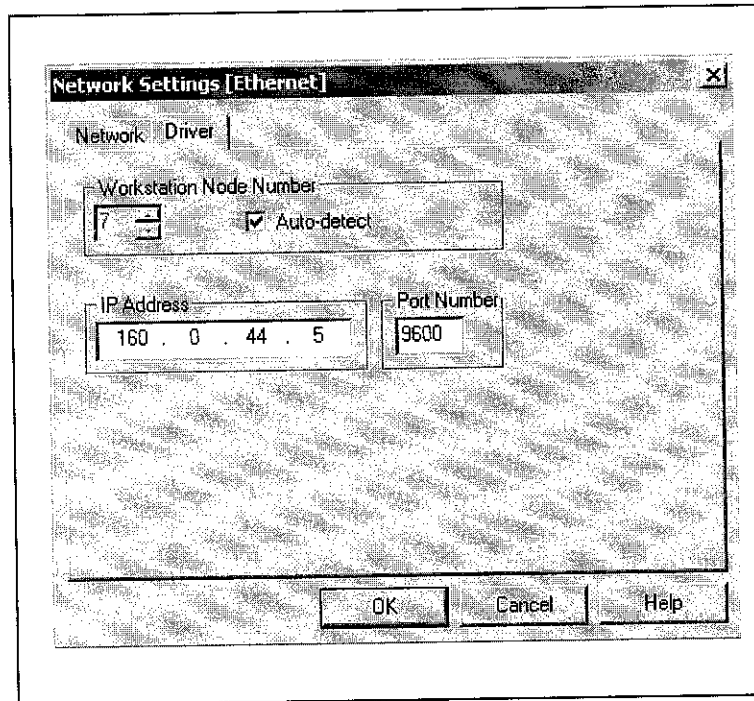 Network Settings [Ethernet]
Network Driver
Workstation Node Number
7 Auto-detect
IP Address Port Number
160 . 0 . 44 . 5 9600
OK Cancel Help